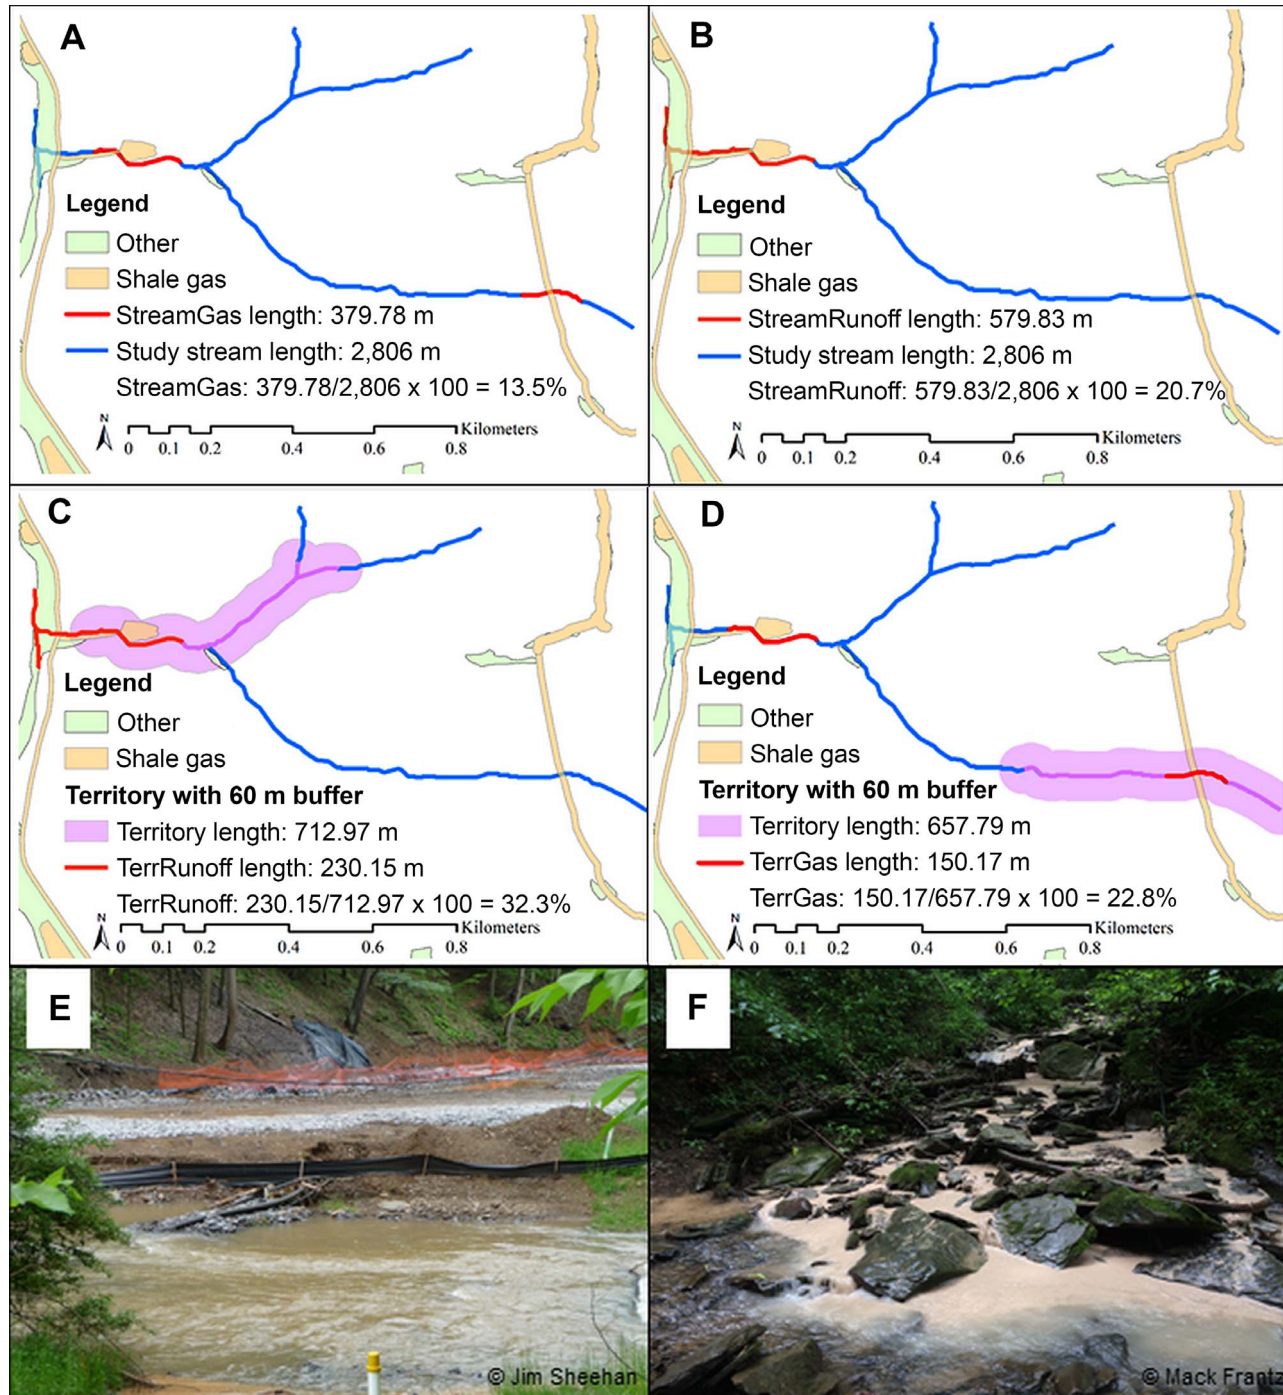 A
Legend
Other
Shale gas
StreamGas length: 379.78 m
Study stream length: 2,806 m
StreamGas: 379.78/2,806 x 100 = 13.5%
N
Kilometers
0 0.1 0.2 0.4 0.6 0.8
B
Legend
Other
Shale gas
StreamRunoff length: 579.83 m
Study stream length: 2,806 m
StreamRunoff: 579.83/2,806 x 100 = 20.7%
N
Kilometers
0 0.1 0.2 0.4 0.6 0.8
C
Legend
Other
Shale gas
Territory with 60 m buffer
Territory length: 712.97 m
TerrRunoff length: 230.15 m
TerrRunoff: 230.15/712.97 x 100 = 32.3%
N
Kilometers
0 0.1 0.2 0.4 0.6 0.8
D
Legend
Other
Shale gas
Territory with 60 m buffer
Territory length: 657.79 m
TerrGas length: 150.17 m
TerrGas: 150.17/657.79 x 100 = 22.8%
N
Kilometers
0 0.1 0.2 0.4 0.6 0.8
E
© Jim Sheehan
F
© Mack Frantz